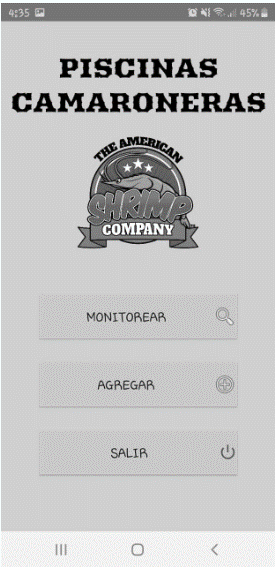 4:35 45%
PISCINAS
CAMARONERAS
THE AMERICAN
SHRIMP
COMPANY
MONITOREAR
AGREGAR
SALIR